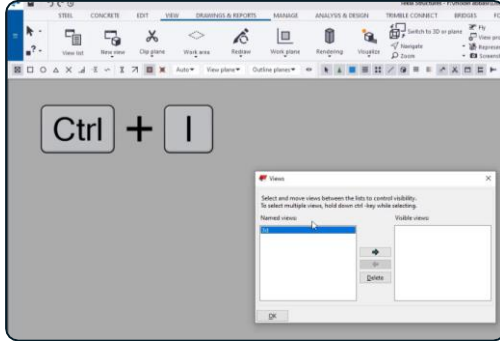 STEEL CONCRETE EDIT VIEW DRAWINGS & REPORTS MANAGE ANALYSIS & DESIGN TRIMBLE CONNECT BRIDGES
Switch to 3D or plane
Fly
View list New view Clip plane Work area Redraw Work plane Rendering Visualize
Navigate
Zoom
Screenshot
Auto View plane Outline planes
Ctrl + I
Views
Select and move views between the lists to control visibility.
To select multiple views, hold down ctrl -key while selecting.
Named views: Visible views:
3d
Delete
OK